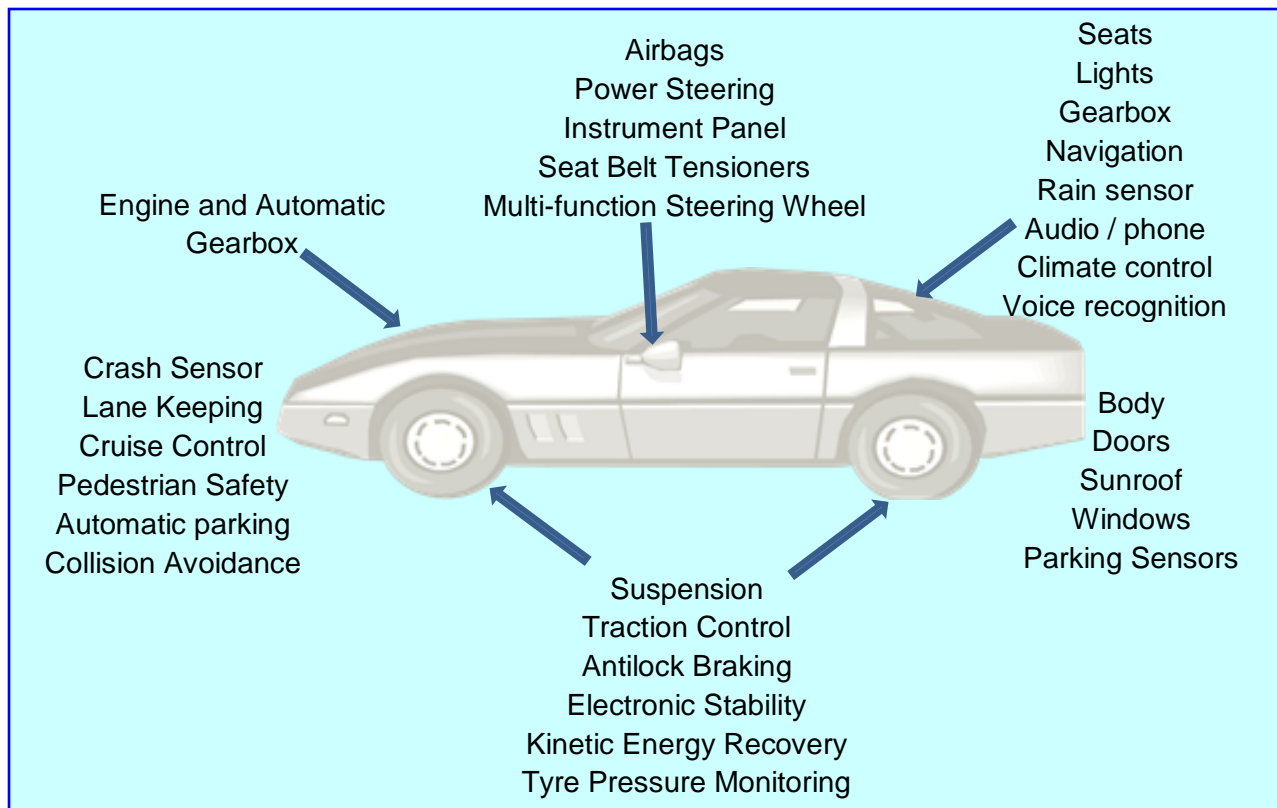 Airbags
Power Steering
Instrument Panel
Seat Belt Tensioners
Multi-function Steering Wheel
Seats
Lights
Gearbox
Navigation
Rain sensor
Audio / phone
Climate control
Voice recognition
Engine and Automatic
Gearbox
Crash Sensor
Lane Keeping
Cruise Control
Pedestrian Safety
Automatic parking
Collision Avoidance
Body
Doors
Sunroof
Windows
Parking Sensors
Suspension
Traction Control
Antilock Braking
Electronic Stability
Kinetic Energy Recovery
Tyre Pressure Monitoring